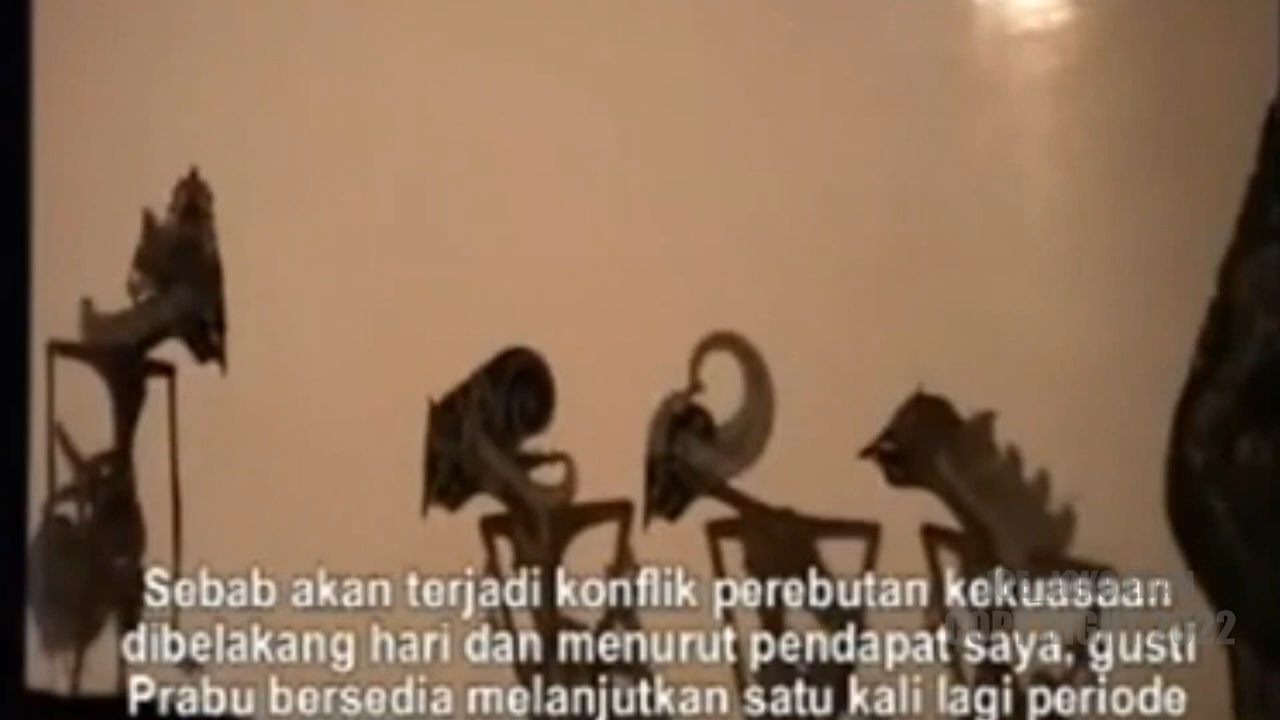 Sebab akan terjadi konflik perebutan kekuasaan
dibelakang hari dan menurut pendapat saya, gusti
Prabu bersedia melanjutkan satu kali lagi periode
2022